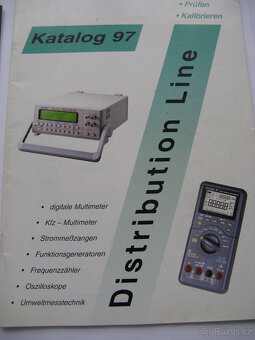 • Prüfen
• Kalibrieren
Katalog 97
Distribution Line
• digitale Multimeter
• Kfz – Multimeter
• Strommeßzangen
• Funktionsgeneratoren
• Frequenzzähler
• Oszilloskope
• Umweltmesstechnik